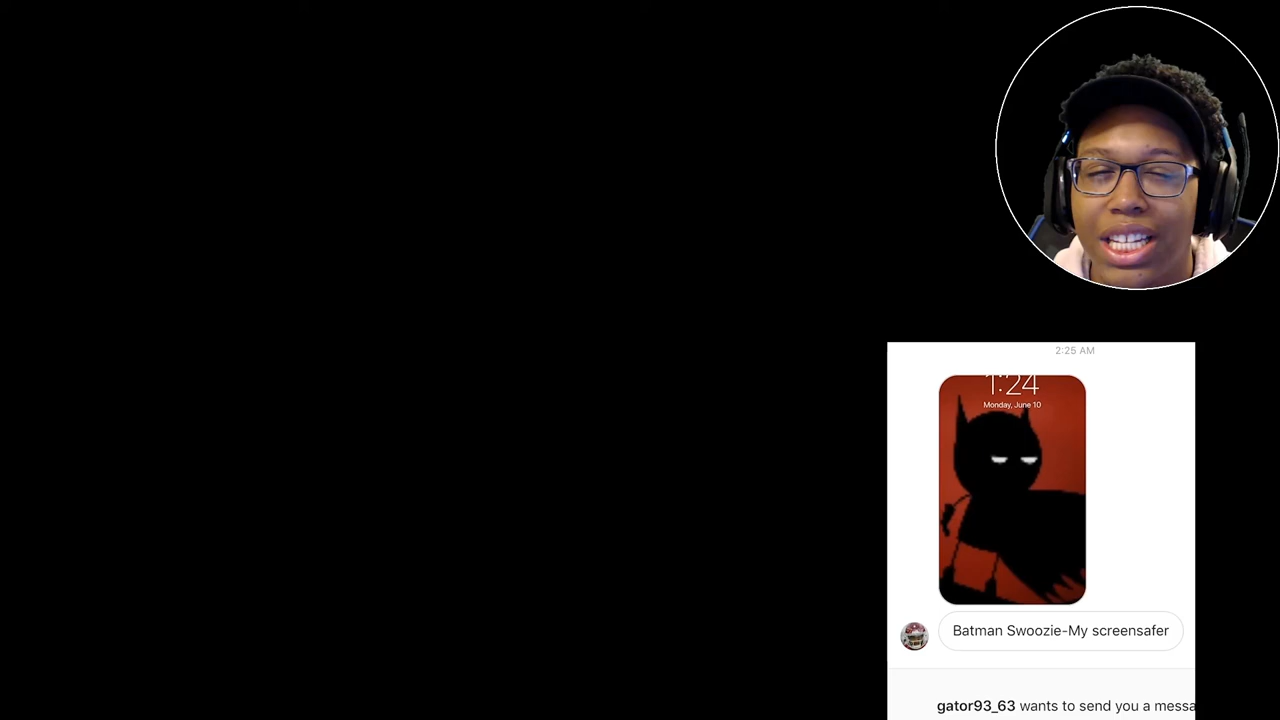 2:25 AM
1:24
Monday, June 10
Batman Swoozie-My screensafer
gator93_63 wants to send you a messa